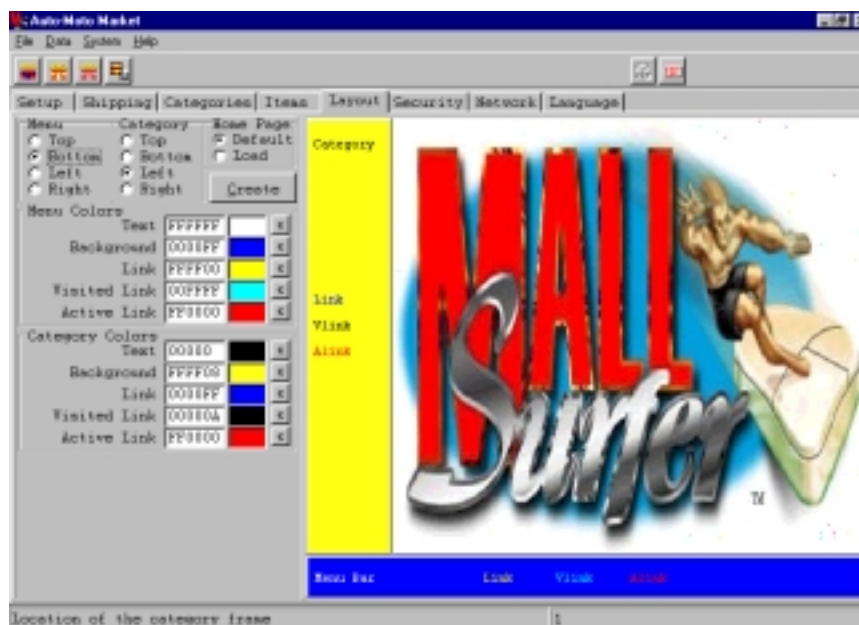 Auto-Moto Market
File Data System Help
Setup Shipping Categories Items Layout Security Network Language
Menu Category Home Page
Top Top Default
Bottom Bottom Load
Left Left
Right Right Create
Menu Colors
Text FFFFFF
Background 0000FF
Link FFFF00
Visited Link 00FFFF
Active Link FF0000
Category Colors
Text 00000
Background FFFF08
Link 0000FF
Visited Link 00000A
Active Link FF0000
Category
link
Vlink
Alink
MALL
Surfer
TM
Menu Bar Link Vlink Alink
Location of the category frame 1